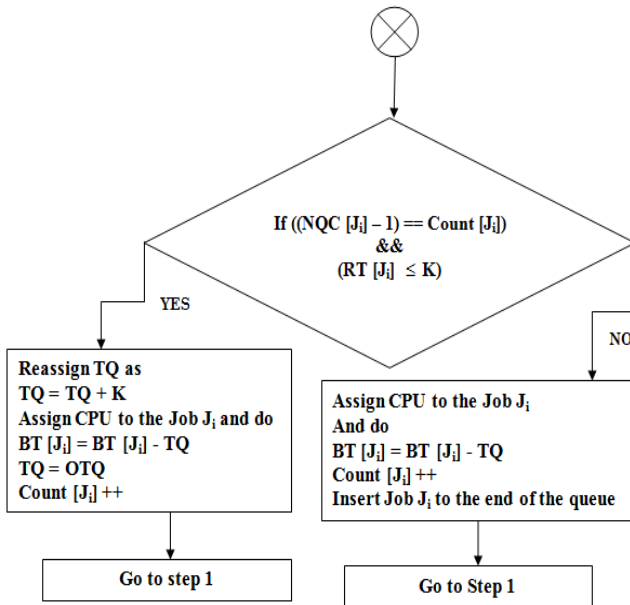 If ((NQC [Jᵢ] – 1) == Count [Jᵢ])
&&
(RT [Jᵢ] ≤ K)
YES
NO
Reassign TQ as
TQ = TQ + K
Assign CPU to the Job Jᵢ and do
BT [Jᵢ] = BT [Jᵢ] - TQ
TQ = OTQ
Count [Jᵢ] ++
Assign CPU to the Job Jᵢ
And do
BT [Jᵢ] = BT [Jᵢ] - TQ
Count [Jᵢ] ++
Insert Job Jᵢ to the end of the queue
Go to step 1
Go to Step 1